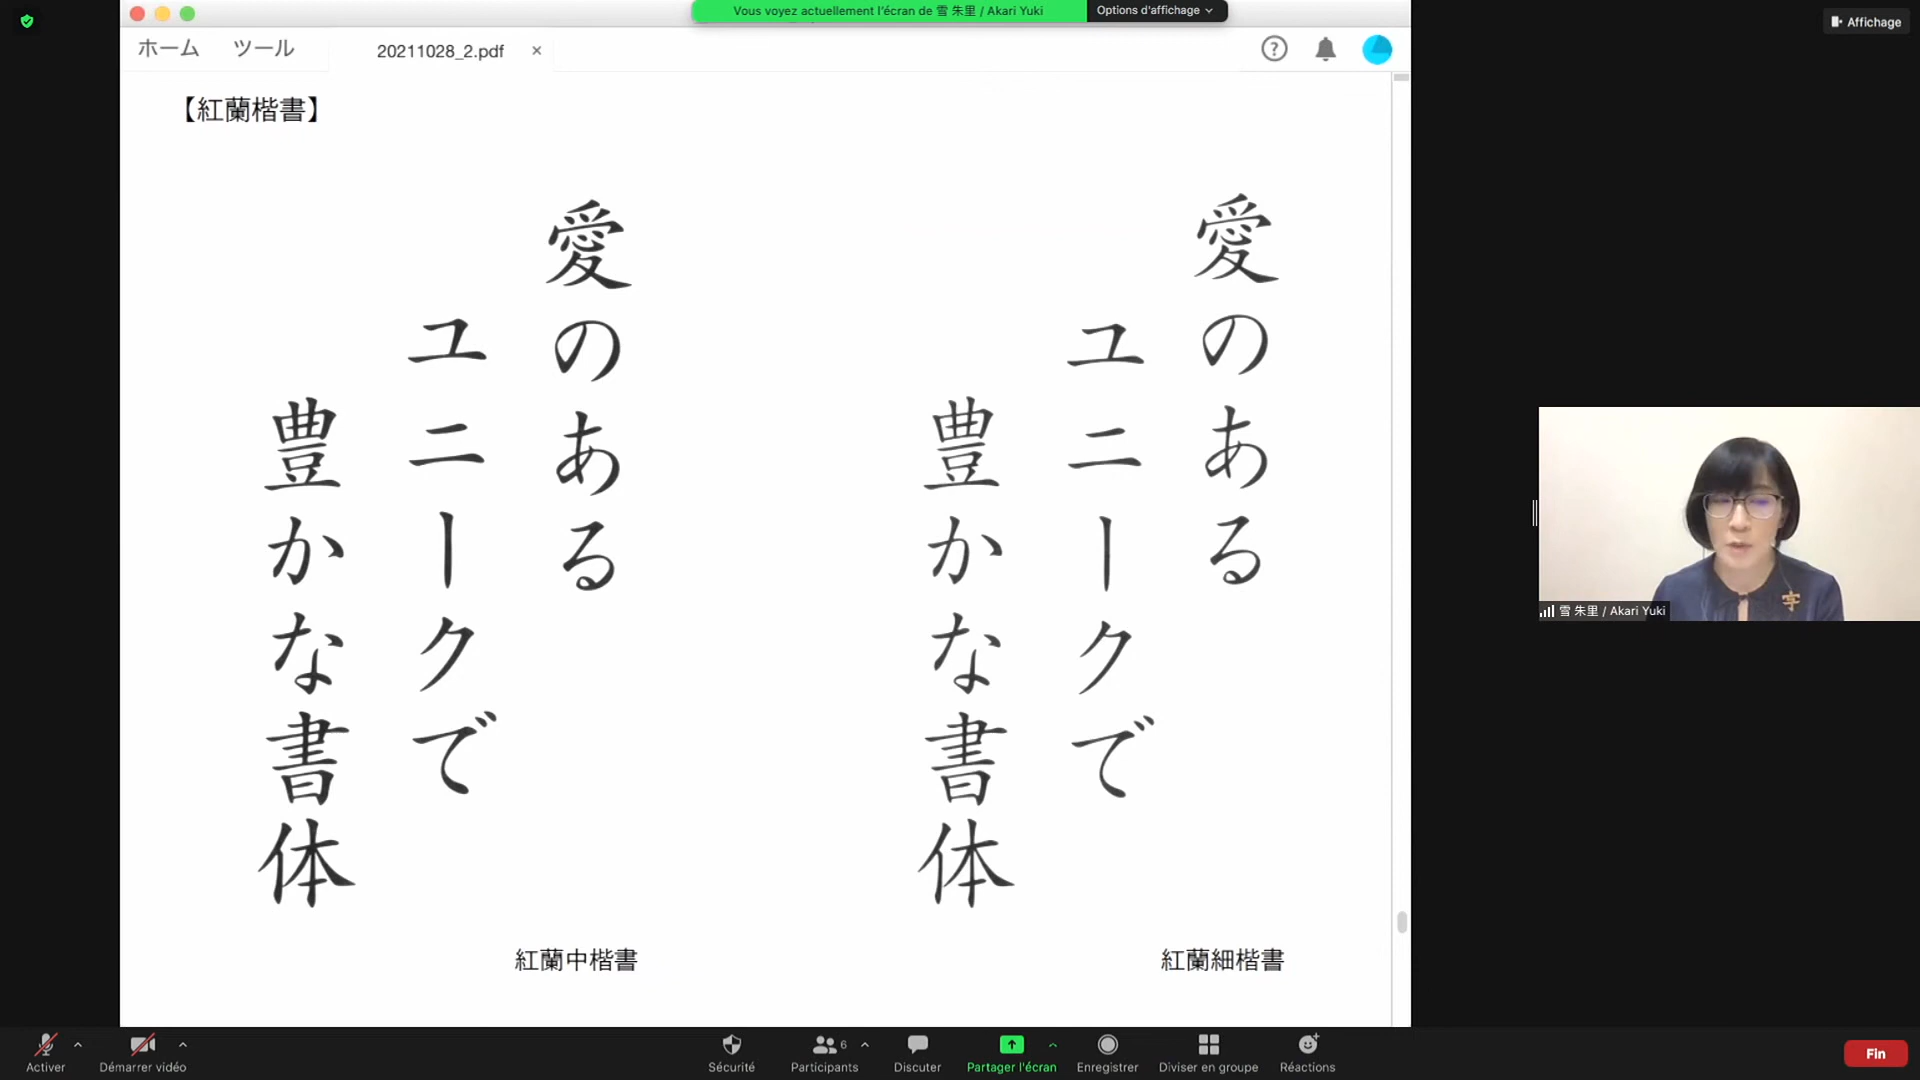 Vous voyez actuellement l'écran de 雪 朱里 / Akari Yuki
Options d'affichage
Affichage
ホーム
ツール
20211028_2.pdf
【紅蘭楷書】
愛のある
ユニークで
豊かな書体
紅蘭細楷書
愛のある
ユニークで
豊かな書体
紅蘭中楷書
雪 朱里 / Akari Yuki
Activer
Démarrer vidéo
Sécurité
Participants
6
Discuter
Partager l'écran
Enregistrer
Diviser en groupe
Réactions
Fin